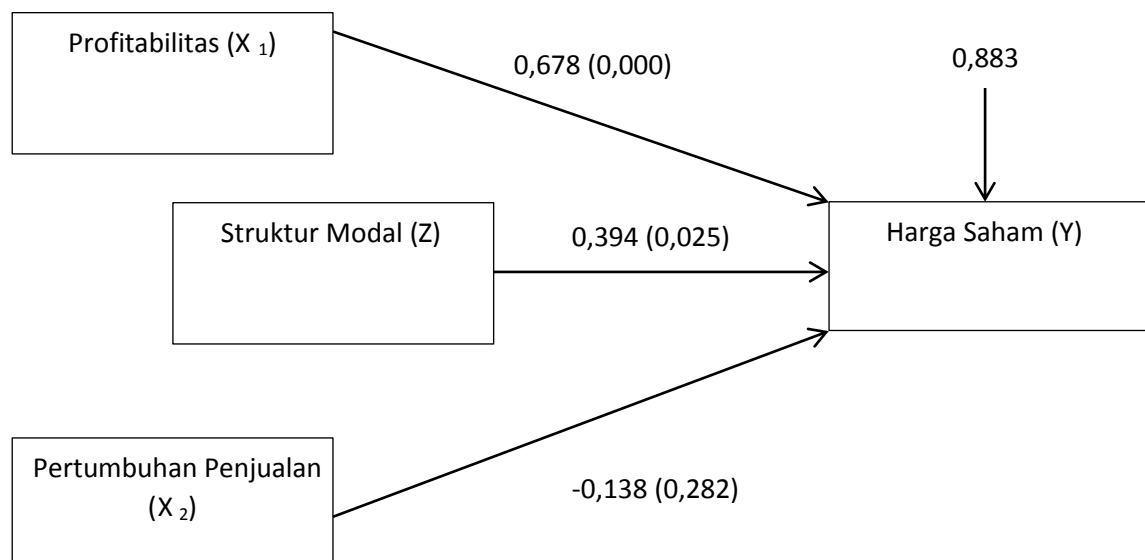 Profitabilitas (X 1)
0,678 (0,000)
0,883
Struktur Modal (Z)
0,394 (0,025)
Harga Saham (Y)
Pertumbuhan Penjualan
(X 2)
-0,138 (0,282)